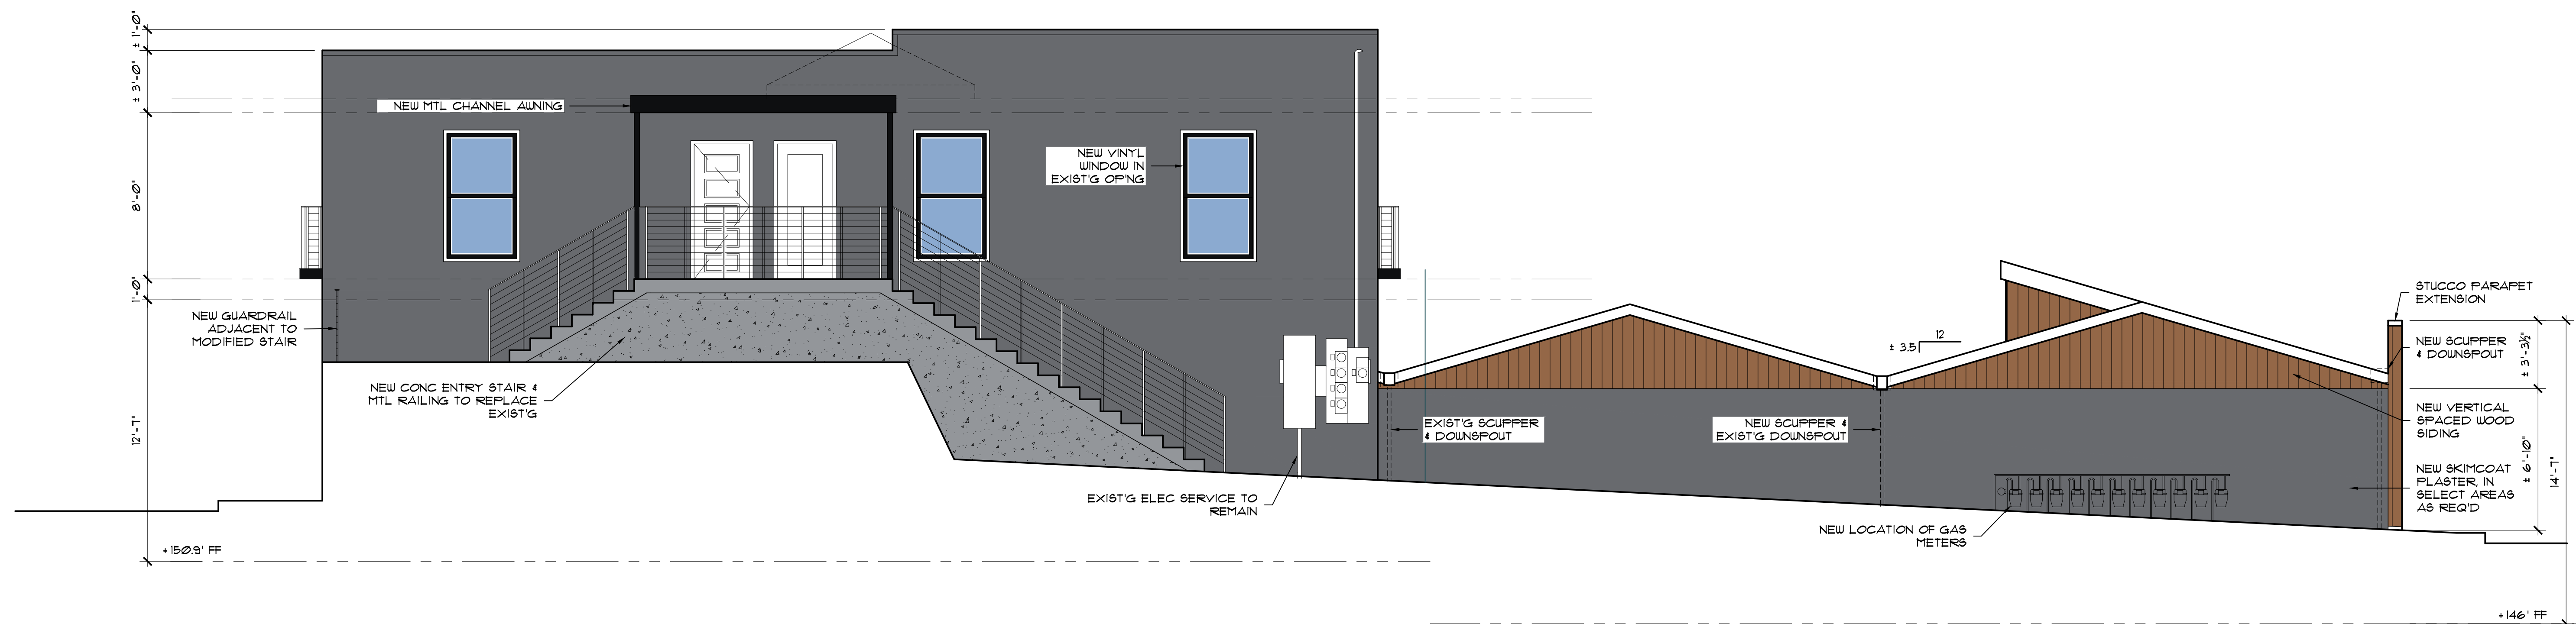 ± 1'-0"
± 3'-0"
8'-0"
1'-0"
12'-7"
+150.9' FF
NEW MTL CHANNEL AWNING
NEW VINYL
WINDOW IN
EXIST'G OP'NG
NEW GUARDRAIL
ADJACENT TO
MODIFIED STAIR
NEW CONC ENTRY STAIR &
MTL RAILING TO REPLACE
EXIST'G
EXIST'G ELEC SERVICE TO
REMAIN
EXIST'G SCUPPER
& DOWNSPOUT
NEW SCUPPER &
EXIST'G DOWNSPOUT
12
± 3.5
NEW LOCATION OF GAS
METERS
STUCCO PARAPET
EXTENSION
NEW SCUPPER
& DOWNSPOUT
NEW VERTICAL
SPACED WOOD
SIDING
NEW SKIMCOAT
PLASTER, IN
SELECT AREAS
AS REQ'D
± 3'-3½"
± 6'-10"
14'-7"
+146' FF